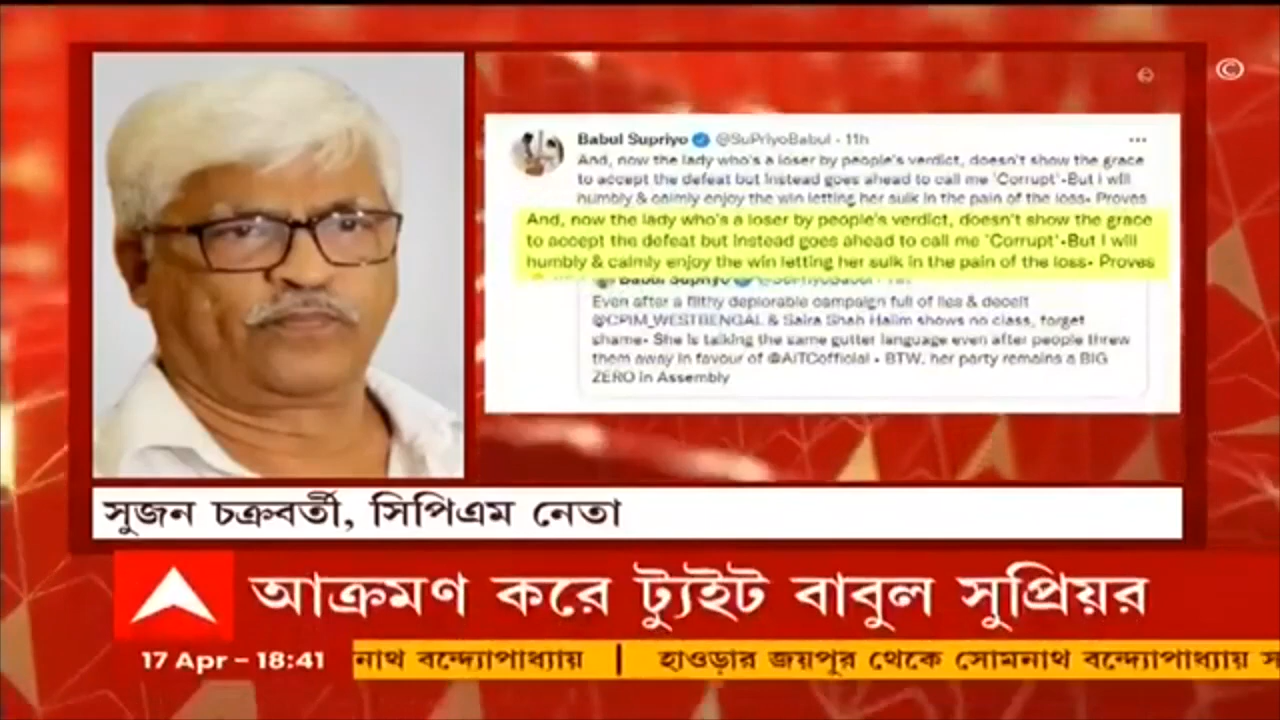 ©
Babul Supriyo @SuPriyoBabul · 11h
And, now the lady who's a loser by people's verdict, doesn't show the grace
to accept the defeat but instead goes ahead to call me 'Corrupt'•But I will
humbly & calmly enjoy the win letting her sulk in the pain of the loss• Proves
And, now the lady who's a loser by people's verdict, doesn't show the grace
to accept the defeat but instead goes ahead to call me 'Corrupt'•But I will
humbly & calmly enjoy the win letting her sulk in the pain of the loss• Proves
Babul Supriyo @SuPriyoBabul
Even after a filthy deplorable campaign full of lies & deceit
@CPIM_WESTBENGAL & Saira Shah Halim shows no class, forget
shame• She is talking the same gutter language even after people threw
them away in favour of @AITCofficial • BTW, her party remains a BIG
ZERO in Assembly
সুজন চক্রবর্তী, সিপিএম নেতা
আক্রমণ করে ট্যুইট বাবুল সুপ্রিয়র
17 Apr – 18:41
নাথ বন্দ্যোপাধ্যায় | হাওড়ার জয়পুর থেকে সোমনাথ বন্দ্যোপাধ্যায় স